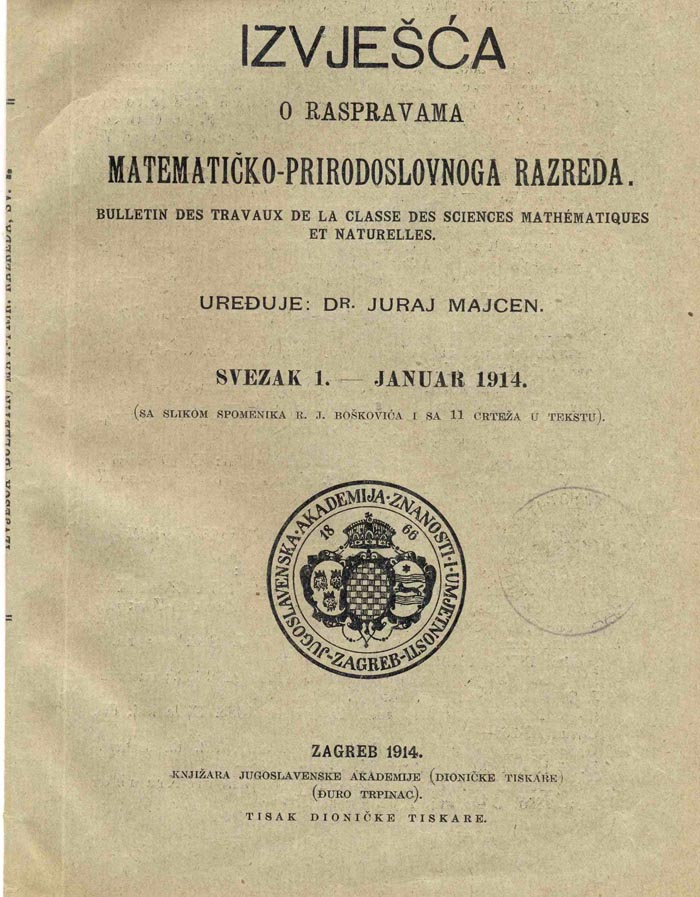 IZVJEŠĆA
O RASPRAVAMA
MATEMATIČKO-PRIRODOSLOVNOGA RAZREDA.
BULLETIN DES TRAVAUX DE LA CLASSE DES SCIENCES MATHÉMATIQUES
ET NATURELLES.
UREĐUJE: DR. JURAJ MAJCEN.
SVEZAK 1. — JANUAR 1914.
(SA SLIKOM SPOMENIKA R. J. BOŠKOVIĆA I SA 11 CRTEŽA U TEKSTU).
JUGOSLAVENSKA·AKADEMIJA·ZNANOSTI·I·UMJETNOSTI·
ZAGREB
1866
ZAGREB 1914.
KNJIŽARA JUGOSLAVENSKE AKADEMIJE (DIONIČKE TISKARE)
(ĐURO TRPINAC).
TISAK DIONIČKE TISKARE.